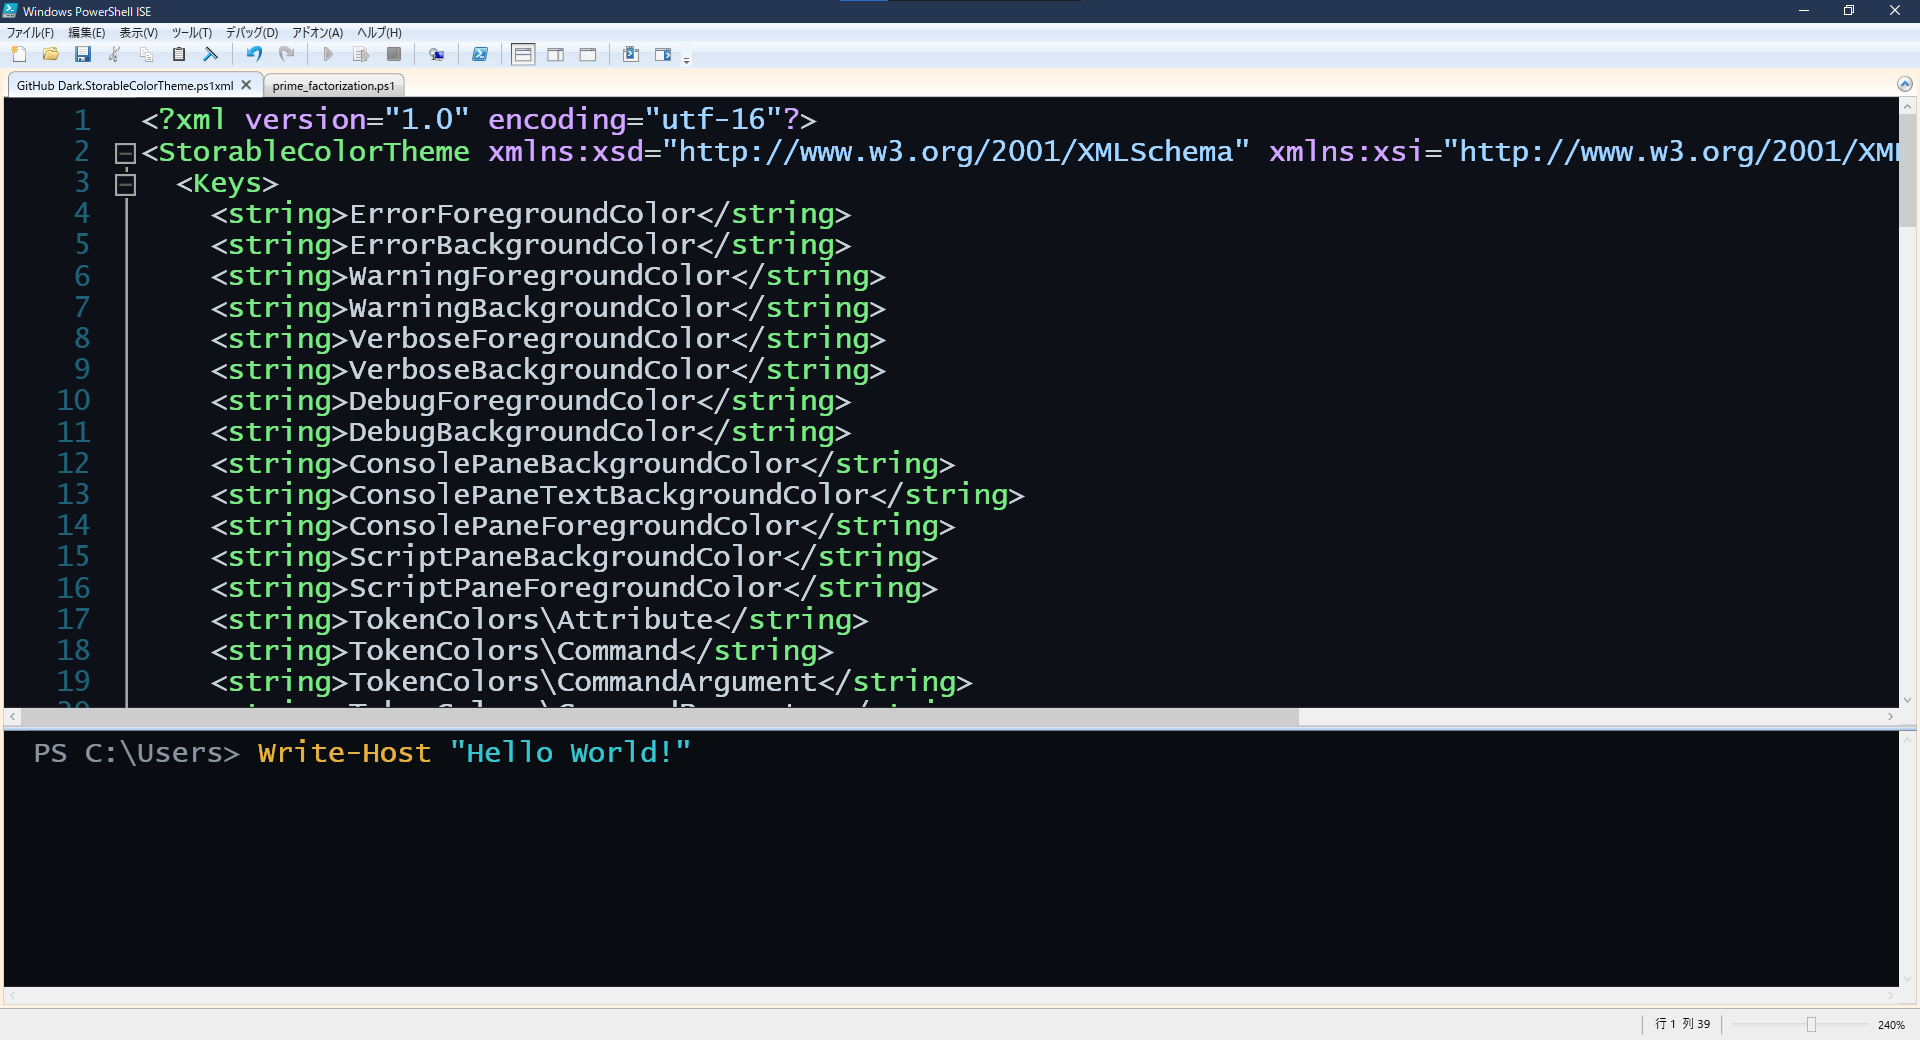 Windows PowerShell ISE
ファイル(F) 編集(E) 表示(V) ツール(T) デバッグ(D) アドオン(A) ヘルプ(H)
GitHub Dark.StorableColorTheme.ps1xml prime_factorization.ps1
1 <?xml version="1.0" encoding="utf-16"?>
2 <StorableColorTheme xmlns:xsd="http://www.w3.org/2001/XMLSchema" xmlns:xsi="http://www.w3.org/2001/XM
3 <Keys>
4 <string>ErrorForegroundColor</string>
5 <string>ErrorBackgroundColor</string>
6 <string>WarningForegroundColor</string>
7 <string>WarningBackgroundColor</string>
8 <string>VerboseForegroundColor</string>
9 <string>VerboseBackgroundColor</string>
10 <string>DebugForegroundColor</string>
11 <string>DebugBackgroundColor</string>
12 <string>ConsolePaneBackgroundColor</string>
13 <string>ConsolePaneTextBackgroundColor</string>
14 <string>ConsolePaneForegroundColor</string>
15 <string>ScriptPaneBackgroundColor</string>
16 <string>ScriptPaneForegroundColor</string>
17 <string>TokenColors\Attribute</string>
18 <string>TokenColors\Command</string>
19 <string>TokenColors\CommandArgument</string>
PS C:\Users> Write-Host "Hello World!"
行 1 列 39 240%